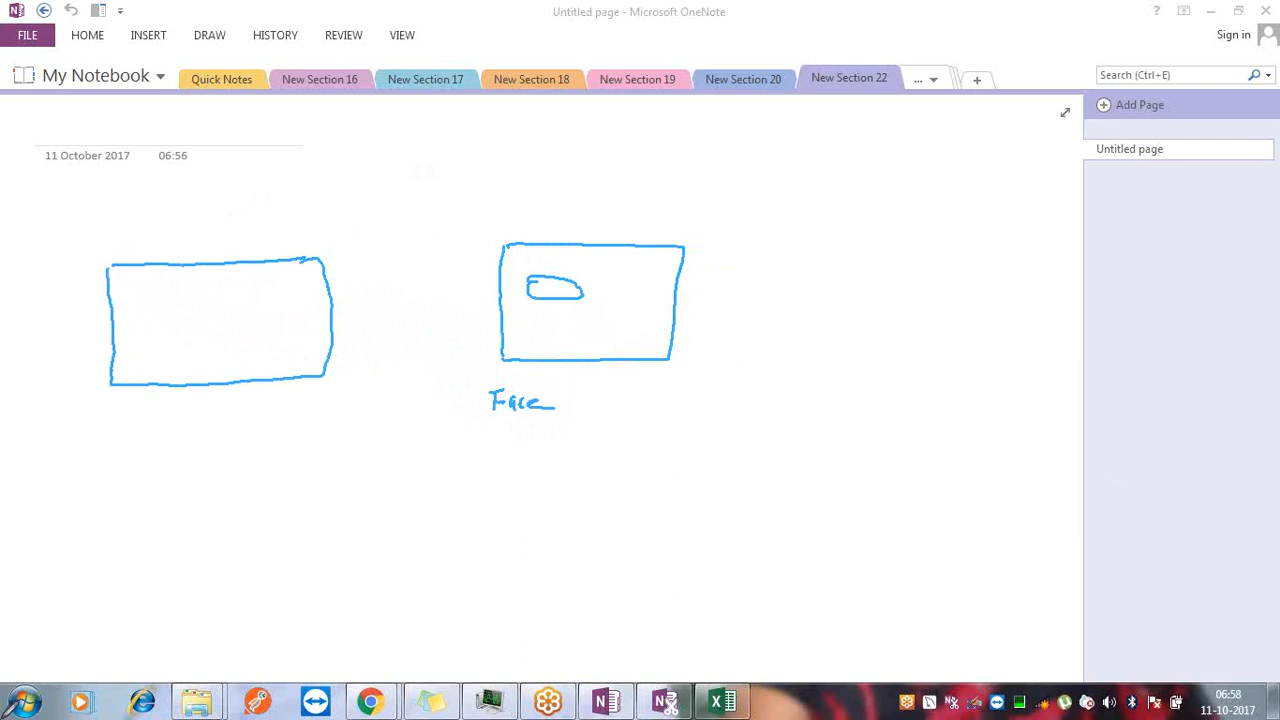 Untitled page - Microsoft OneNote
?
Sign in
FILE HOME INSERT DRAW HISTORY REVIEW VIEW
My Notebook
Quick Notes
New Section 16
New Section 17
New Section 18
New Section 19
New Section 20
New Section 22
...
+
Search (Ctrl+E)
Add Page
Untitled page
11 October 2017 06:56
Face
06:58
11-10-2017